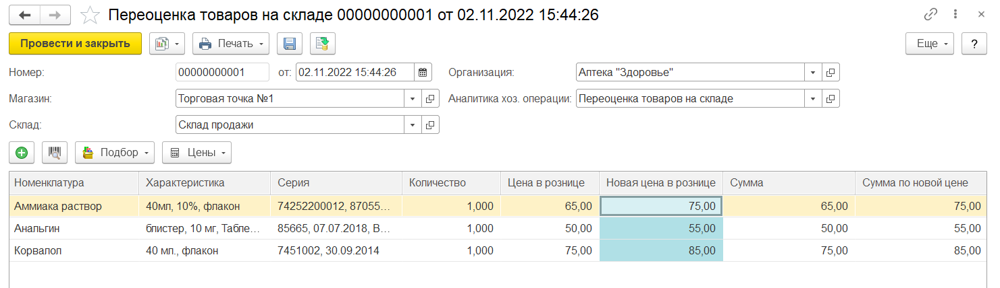 Переоценка товаров на складе 00000000001 от 02.11.2022 15:44:26
Провести и закрыть Печать Еще ?
Номер: 00000000001 от: 02.11.2022 15:44:26 Организация: Аптека "Здоровье"
Магазин: Торговая точка №1 Аналитика хоз. операции: Переоценка товаров на складе
Склад: Склад продажи
Подбор Цены
Номенклатура Характеристика Серия Количество Цена в рознице Новая цена в рознице Сумма Сумма по новой цене
Аммиака раствор 40мл, 10%, флакон 74252200012, 87055... 1,000 65,00 75,00 65,00 75,00
Анальгин блистер, 10 мг, Табле... 85665, 07.07.2018, В... 1,000 50,00 55,00 50,00 55,00
Корвалол 40 мл., флакон 7451002, 30.09.2014 1,000 75,00 85,00 75,00 85,00